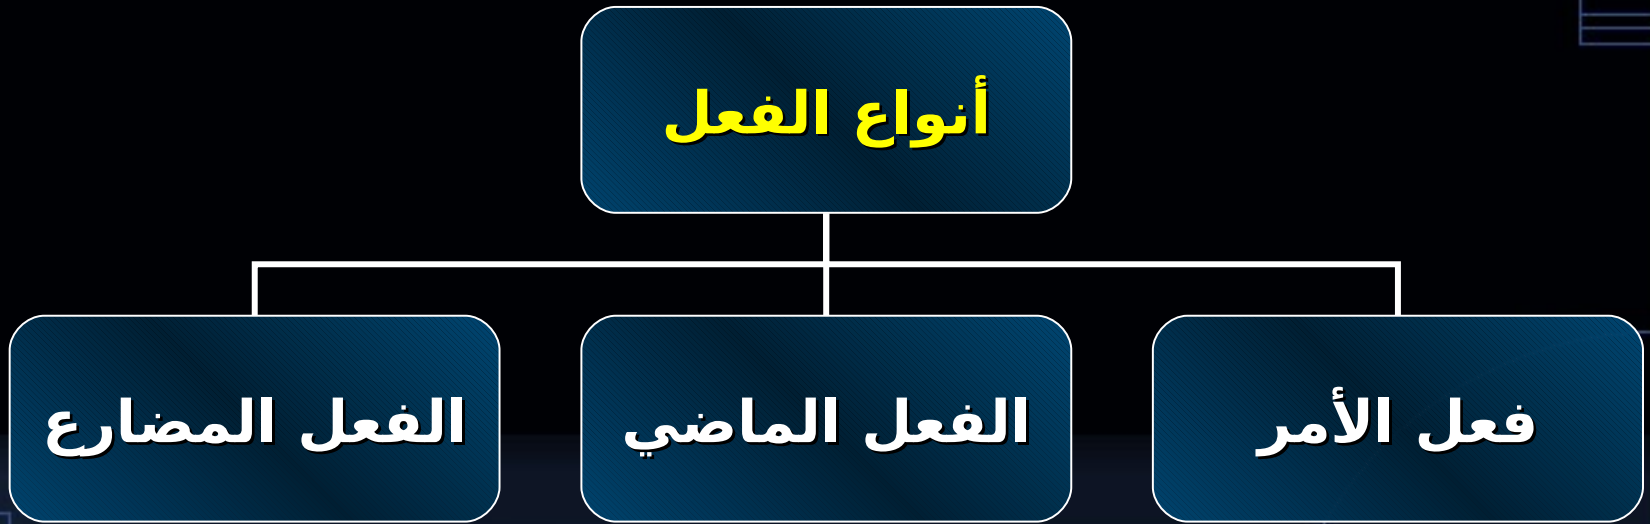 أنواع الفعل
فعل الأمر
الفعل الماضي
الفعل المضارع